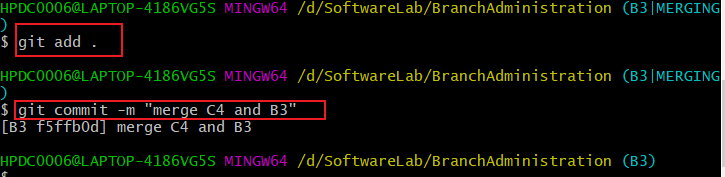 HPDC0006@LAPTOP-4186VG5S MINGW64 /d/SoftwareLab/BranchAdministration (B3|MERGING
)
$ git add .
HPDC0006@LAPTOP-4186VG5S MINGW64 /d/SoftwareLab/BranchAdministration (B3|MERGING
)
$ git commit -m "merge C4 and B3"
[B3 f5ffb0d] merge C4 and B3
HPDC0006@LAPTOP-4186VG5S MINGW64 /d/SoftwareLab/BranchAdministration (B3)
$